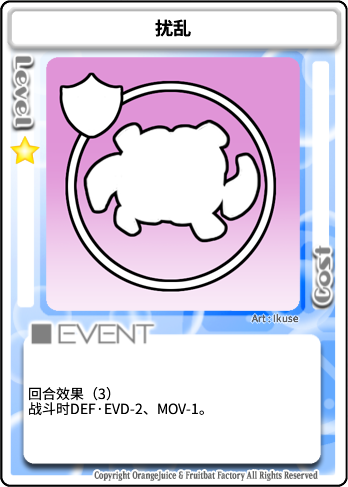 扰乱
Level
Cost
Art : Ikuse
EVENT
回合效果（3）
战斗时DEF·EVD-2、MOV-1。
Copyright OrangeJuice & Fruitbat Factory All Rights Reserved